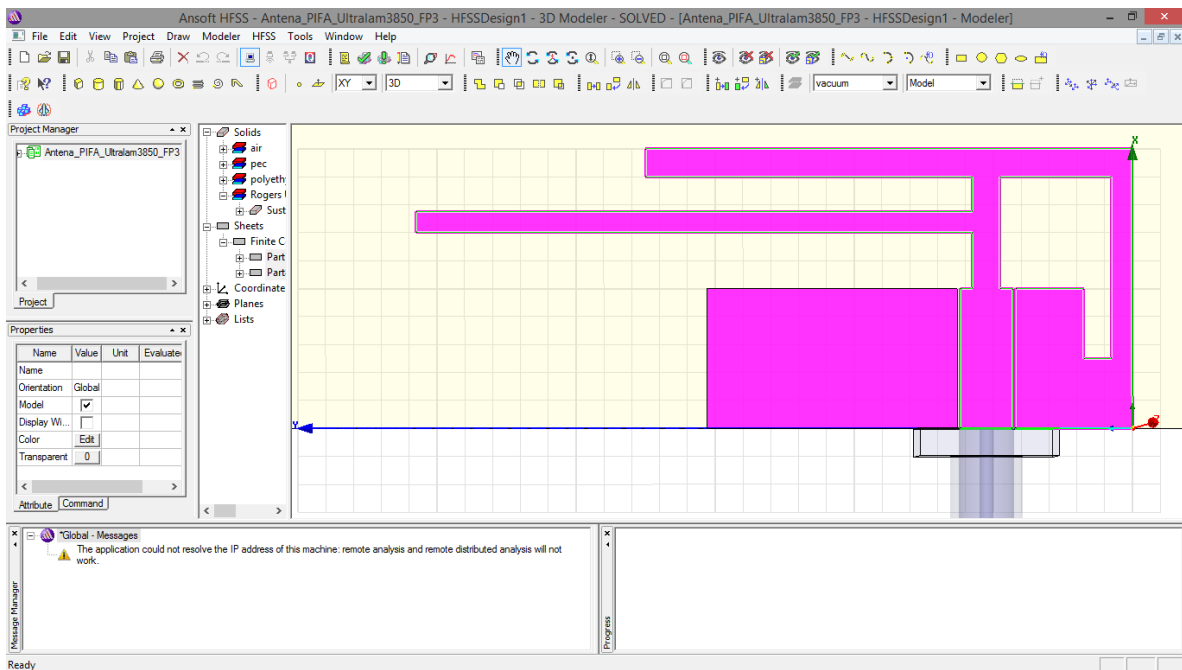 Ansoft HFSS - Antena_PIFA_Ultralam3850_FP3 - HFSSDesign1 - 3D Modeler - SOLVED - [Antena_PIFA_Ultralam3850_FP3 - HFSSDesign1 - Modeler]
File Edit View Project Draw Modeler HFSS Tools Window Help
XY 3D vacuum Model
Project Manager
Antena_PIFA_Ultralam3850_FP3
Project
Solids
air
pec
polyeth
Rogers
Sust
Sheets
Finite C
Part
Part
Coordinate
Planes
Lists
Properties
Name Value Unit Evaluate
Name
Orientation Global
Model
Display Wi...
Color Edit
Transparent 0
Attribute Command
X
Y
Z
Message Manager
*Global - Messages
The application could not resolve the IP address of this machine: remote analysis and remote distributed analysis will not
work.
Progress
Ready